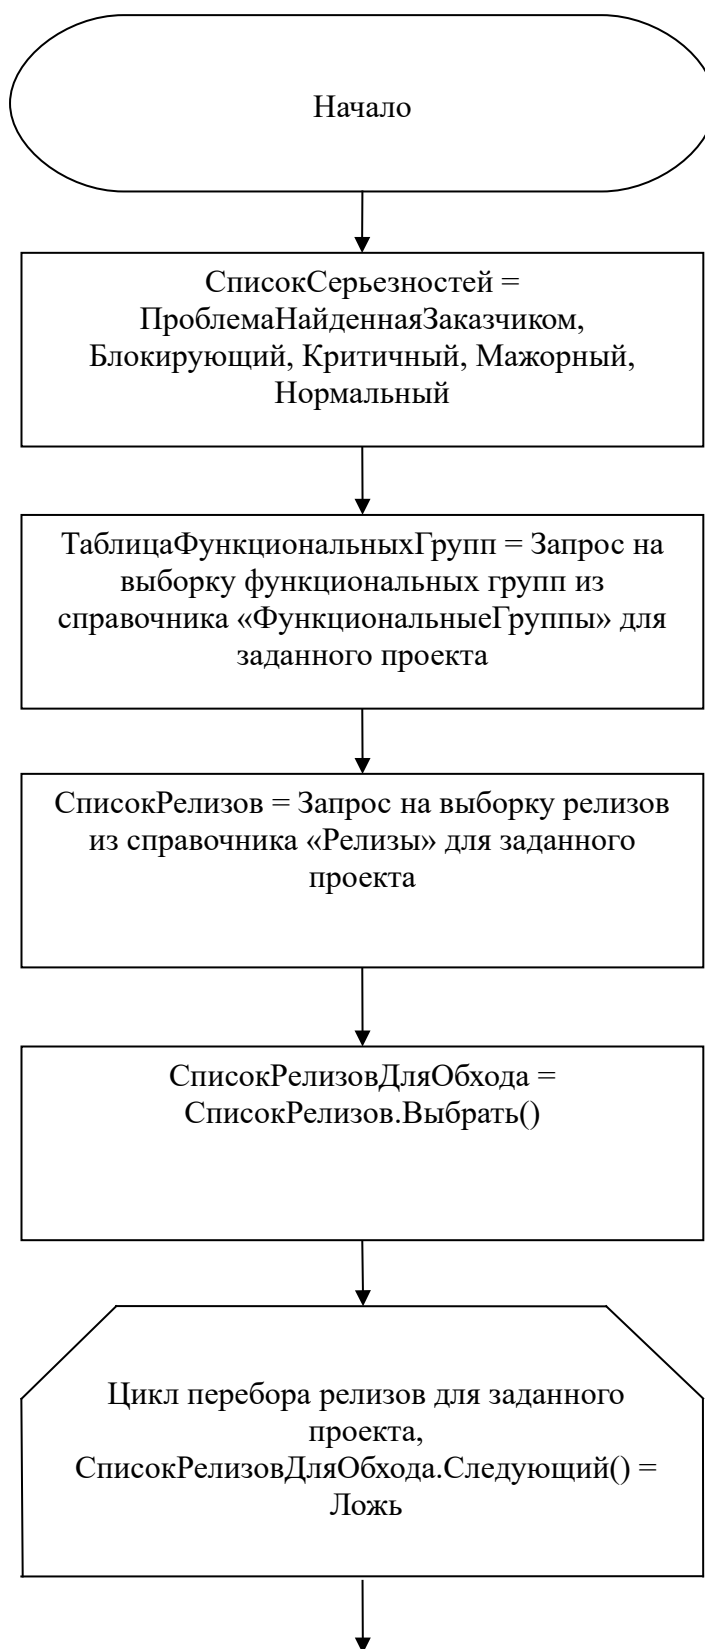 Начало
СписокСерьезностей =
ПроблемаНайденнаяЗаказчиком,
Блокирующий, Критичный, Мажорный,
Нормальный
ТаблицаФункциональныхГрупп = Запрос на
выборку функциональных групп из
справочника «ФункциональныеГруппы» для
заданного проекта
СписокРелизов = Запрос на выборку релизов
из справочника «Релизы» для заданного
проекта
СписокРелизовДляОбхода =
СписокРелизов.Выбрать()
Цикл перебора релизов для заданного
проекта,
СписокРелизовДляОбхода.Следующий() =
Ложь